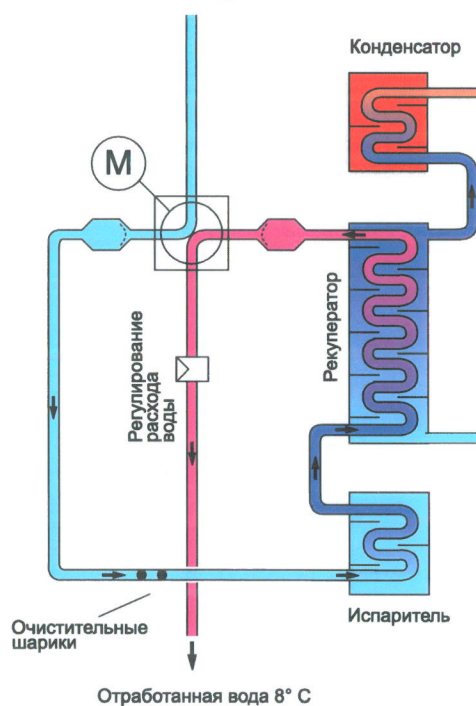 Конденсатор
M
Рекуператор
Регулирование
расхода
воды
Испаритель
Очистительные
шарики
Отработанная вода 8° C